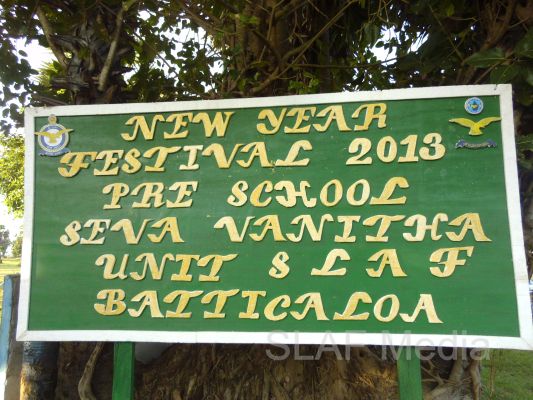 NEW YEAR
FESTIVAL 2013
PRE SCHOOL
SEVA VANITHA
UNIT S L A F
BATTICALOA
SLAF Media